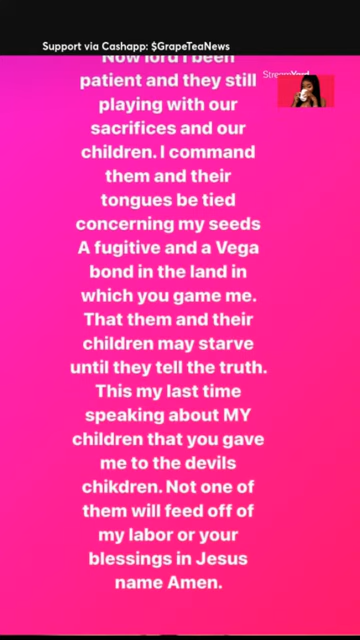 Support via Cashapp: $GrapeTeaNews
Now lord I been
patient and they still
playing with our
sacrifices and our
children. I command
them and their
tongues be tied
concerning my seeds
A fugitive and a Vega
bond in the land in
which you game me.
That them and their
children may starve
until they tell the truth.
This my last time
speaking about MY
children that you gave
me to the devils
chikdren. Not one of
them will feed off of
my labor or your
blessings in Jesus
name Amen.
StreamYard